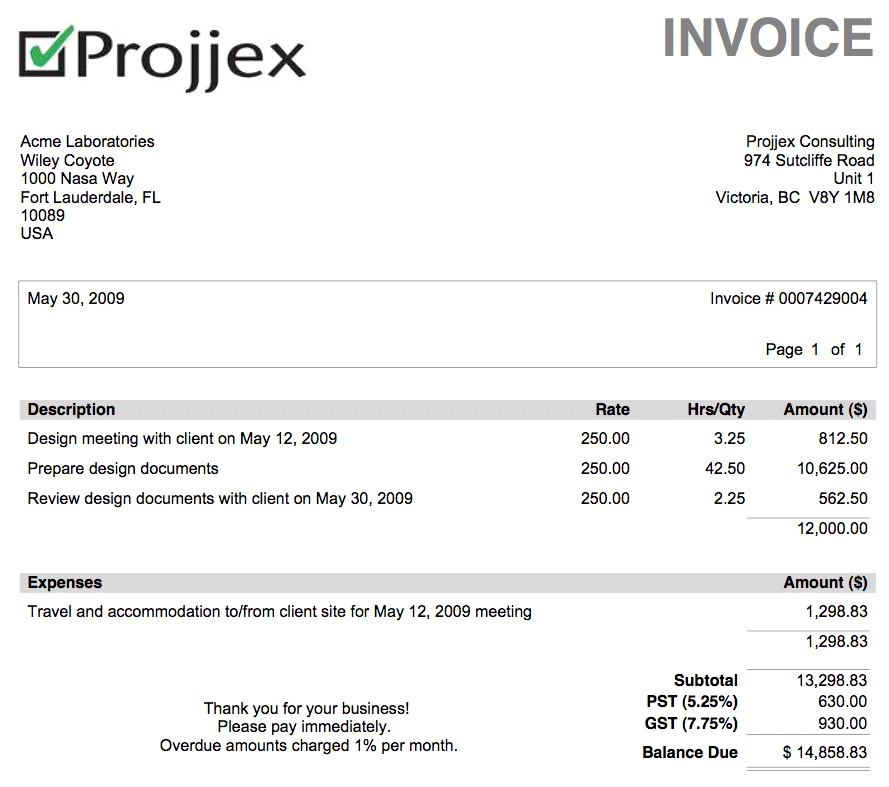 Projjex
INVOICE
Acme Laboratories
Wiley Coyote
1000 Nasa Way
Fort Lauderdale, FL
10089
USA
Projjex Consulting
974 Sutcliffe Road
Unit 1
Victoria, BC V8Y 1M8
May 30, 2009 Invoice # 0007429004
Page 1 of 1
Description Rate Hrs/Qty Amount ($)
Design meeting with client on May 12, 2009 250.00 3.25 812.50
Prepare design documents 250.00 42.50 10,625.00
Review design documents with client on May 30, 2009 250.00 2.25 562.50
12,000.00
Expenses Amount ($)
Travel and accommodation to/from client site for May 12, 2009 meeting 1,298.83
1,298.83
Subtotal 13,298.83
PST (5.25%) 630.00
GST (7.75%) 930.00
Balance Due $ 14,858.83
Thank you for your business!
Please pay immediately.
Overdue amounts charged 1% per month.